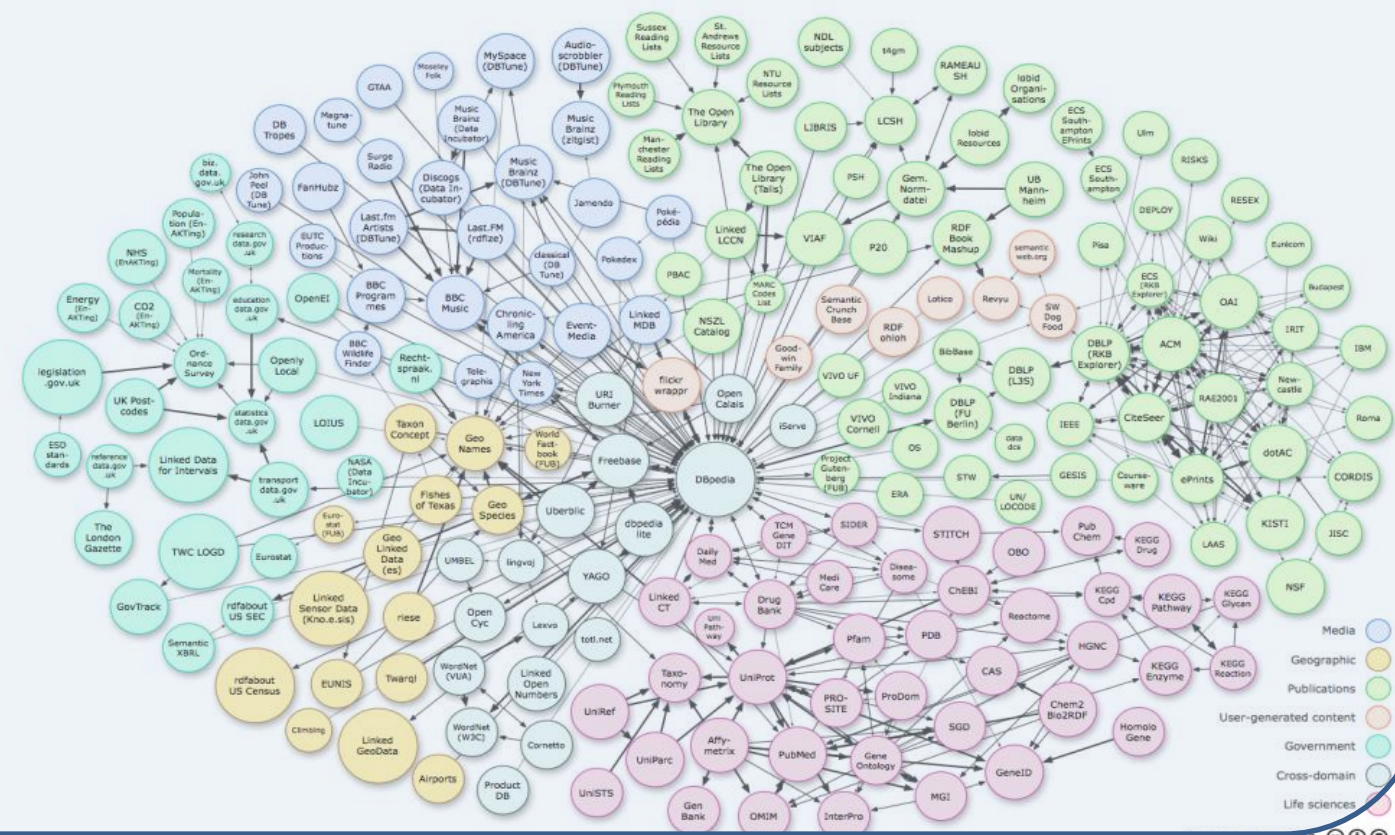 Sussex
Reading
Lists
St.
Andrews
Resource
Lists
NDL
subjects
t4gm
RAMEAU
SH
lobid
Organi-
sations
Plymouth
Reading
Lists
NTU
Resource
Lists
The Open
Library
Man-
chester
Reading
Lists
LIBRIS
LCSH
lobid
Resources
ECS
South-
ampton
EPrints
Ulm
RISKS
ECS
South-
ampton
RESEX
DEPLOY
Wiki
Eurécom
Pisa
Budapest
Audio-
scrobbler
(DBTune)
MySpace
(DBTune)
Moseley
Folk
GTAA
Magna-
tune
DB
Tropes
Music
Brainz
(Data
Incubator)
Music
Brainz
(zitgist)
Surge
Radio
Discogs
(Data In-
cubator)
Music
Brainz
(DBTune)
biz.
data.
gov.uk
John
Peel
(DB
Tune)
FanHubz
Jamendo
Poké-
pédia
Last.fm
Artists
(DBTune)
Last.FM
(rdfize)
classical
(DB
Tune)
Pokedex
Linked
MDB
EUTC
Produc-
tions
BBC
Program
mes
BBC
Music
Chronic-
ling
America
Event-
Media
BBC
Wildlife
Finder
Tele-
graphis
New
York
Times
The Open
Library
(Talis)
PSH
Ger.
Norm-
datei
UB
Mann-
heim
Linked
LCCN
VIAF
P20
RDF
Book
Mashup
PBAC
MARC
Codes
List
NSZL
Catalog
semantic
web.org
Semantic
Crunch
Base
Lotico
Revyu
SW
Dog
Food
RDF
ohloh
Good-
win
Family
flickr
wrappr
Popula-
tion (En-
AKTing)
research
data.gov
.uk
NHS
(EnAKTing)
Mortality
(En-
AKTing)
Energy
(En-
AKTing)
CO2
(En-
AKTing)
education
data.gov
.uk
OpenEI
legislation
.gov.uk
Ord-
nance
Survey
Openly
Local
Recht-
spraak.
nl
UK Post-
codes
statistics
data.gov
.uk
LOIUS
ESD
stan-
dards
reference
data.gov
.uk
Linked Data
for Intervals
transport
data.gov
.uk
NASA
(Data
Incu-
bator)
The
London
Gazette
TWC LOGD
Eurostat
GovTrack
rdfabout
US SEC
Semantic
XBRL
Taxon
Concept
Geo
Names
World
Fact-
book
(FUB)
Fishes
of Texas
Geo
Species
Euro-
stat
(FUB)
Geo
Linked
Data
(es)
Linked
Sensor Data
(Kno.e.sis)
riese
rdfabout
US Census
EUNIS
Twarql
Climbing
Linked
GeoData
Airports
URI
Burner
Open
Calais
iServe
Freebase
DBpedia
Uberblic
dbpedia
lite
UMBEL
lingvoj
YAGO
Open
Cyc
Lexvo
totl.net
WordNet
(VUA)
Linked
Open
Numbers
WordNet
(W3C)
Cornetto
Product
DB
VIVO UF
BibBase
DBLP
(L3S)
VIVO
Indiana
VIVO
Cornell
DBLP
(FU
Berlin)
data
dcs
OS
Project
Guten-
berg
(FUB)
STW
GESIS
Course-
ware
ERA
UN/
LOCODE
ECS
(RKB
Explorer)
OAI
IRIT
IBM
DBLP
(RKB
Explorer)
ACM
New-
castle
RAE2001
Roma
IEEE
CiteSeer
dotAC
CORDIS
ePrints
KISTI
JISC
LAAS
NSF
TCM
Gene
DIT
SIDER
STITCH
Pub
Chem
KEGG
Drug
Daily
Med
OBO
Medi
Care
Disea-
some
ChEBI
Linked
CT
Drug
Bank
KEGG
Cpd
KEGG
Pathway
KEGG
Glycan
Reactome
Uni
Path-
way
Pfam
PDB
HGNC
Taxo-
nomy
UniProt
CAS
KEGG
Enzyme
KEGG
Reaction
PRO-
SITE
ProDom
UniRef
Chem2
Bio2RDF
Affy-
metrix
SGD
Homolo
Gene
UniParc
PubMed
Gene
Ontology
GeneID
UniSTS
MGI
Gen
Bank
OMIM
InterPro
Media
Geographic
Publications
User-generated content
Government
Cross-domain
Life sciences